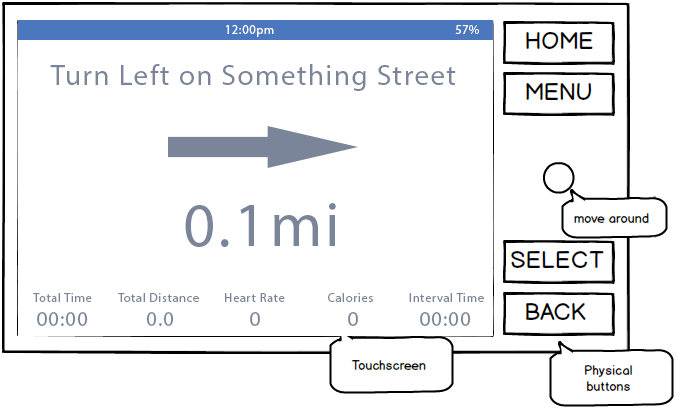 12:00pm 57%
Turn Left on Something Street
0.1mi
Total Time Total Distance Heart Rate Calories Interval Time
00:00 0.0 0 0 00:00
HOME
MENU
move around
SELECT
BACK
Touchscreen
Physical
buttons